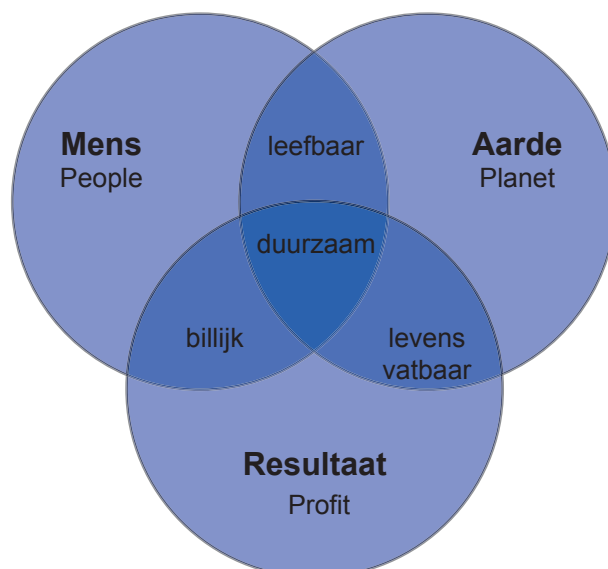 Mens
People
leefbaar
Aarde
Planet
duurzaam
billijk
levens
vatbaar
Resultaat
Profit